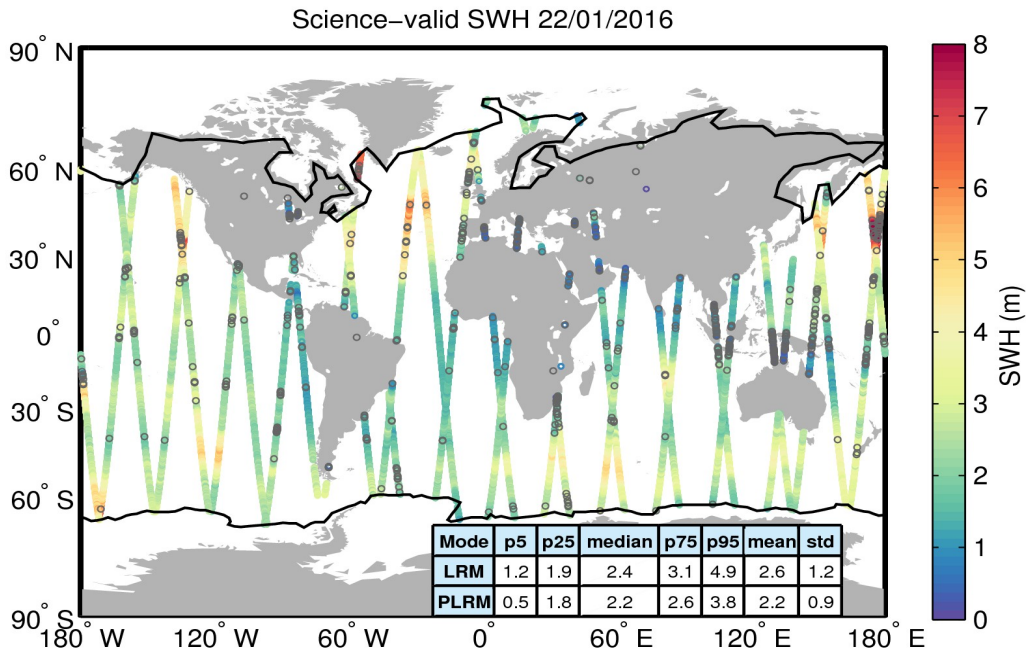 Science−valid SWH 22/01/2016
90° N
60° N
30° N
0°
30° S
60° S
90° S
180° W 120° W 60° W 0° 60° E 120° E 180° E
Mode p5 p25 median p75 p95 mean std
LRM 1.2 1.9 2.4 3.1 4.9 2.6 1.2
PLRM 0.5 1.8 2.2 2.6 3.8 2.2 0.9
8
7
6
5
4
3
2
1
0
SWH (m)